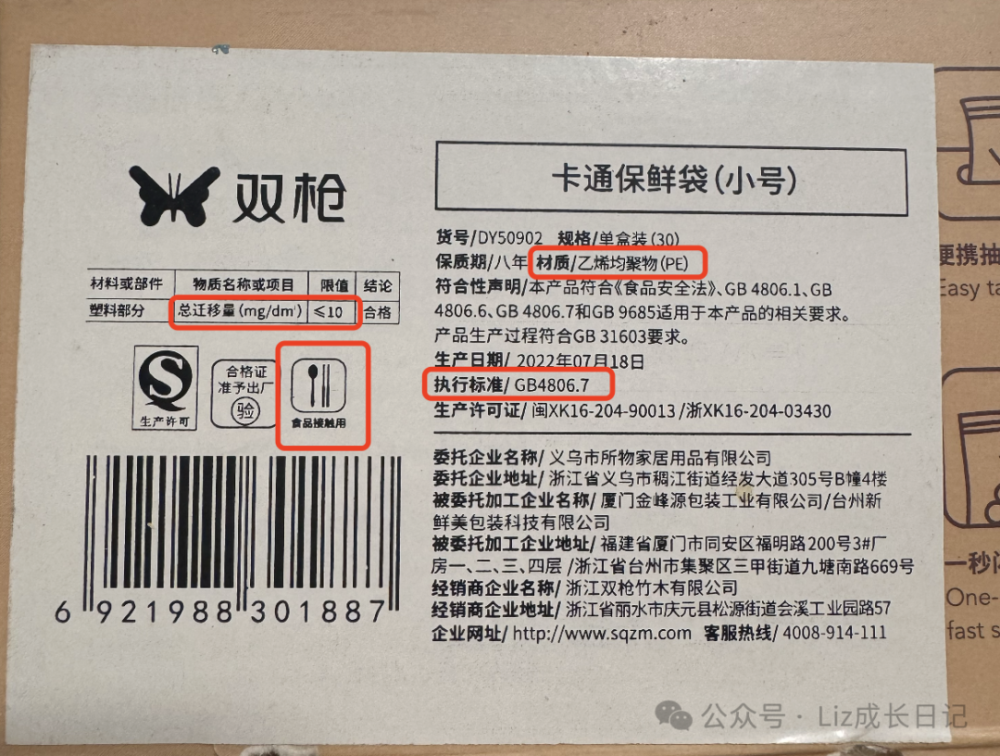 双枪
材料或部件 物质名称或项目 限值 结论
塑料部分 总迁移量(mg/dm²) ≤10 合格
S
生产许可
合格证
准予出厂
验
食品接触用
6 921988 301887
卡通保鲜袋(小号)
货号/DY50902 规格/单盒装(30)
保质期/八年 材质/乙烯均聚物(PE)
符合性声明/本产品符合《食品安全法》、GB 4806.1、GB
4806.6、GB 4806.7和GB 9685适用于本产品的相关要求。
产品生产过程符合GB 31603要求。
生产日期/ 2022年07月18日
执行标准/ GB4806.7
生产许可证/ 闽XK16-204-90013 /浙XK16-204-03430
委托企业名称/ 义乌市所物家居用品有限公司
委托企业地址/ 浙江省义乌市稠江街道经发大道305号B幢4楼
被委托加工企业名称/ 厦门金峰源包装工业有限公司/台州新
鲜美包装科技有限公司
被委托加工企业地址/ 福建省厦门市同安区福明路200号3#厂
房一、二、三、四层 /浙江省台州市集聚区三甲街道九塘南路669号
经销商企业名称/ 浙江双枪竹木有限公司
经销商企业地址/ 浙江省丽水市庆元县松源街道会溪工业园路57
企业网址/ http://www.sqzm.com 客服热线/ 4008-914-111
便携抽
Easy ta
一秒闪
One-
fast s
公众号 · Liz成长日记